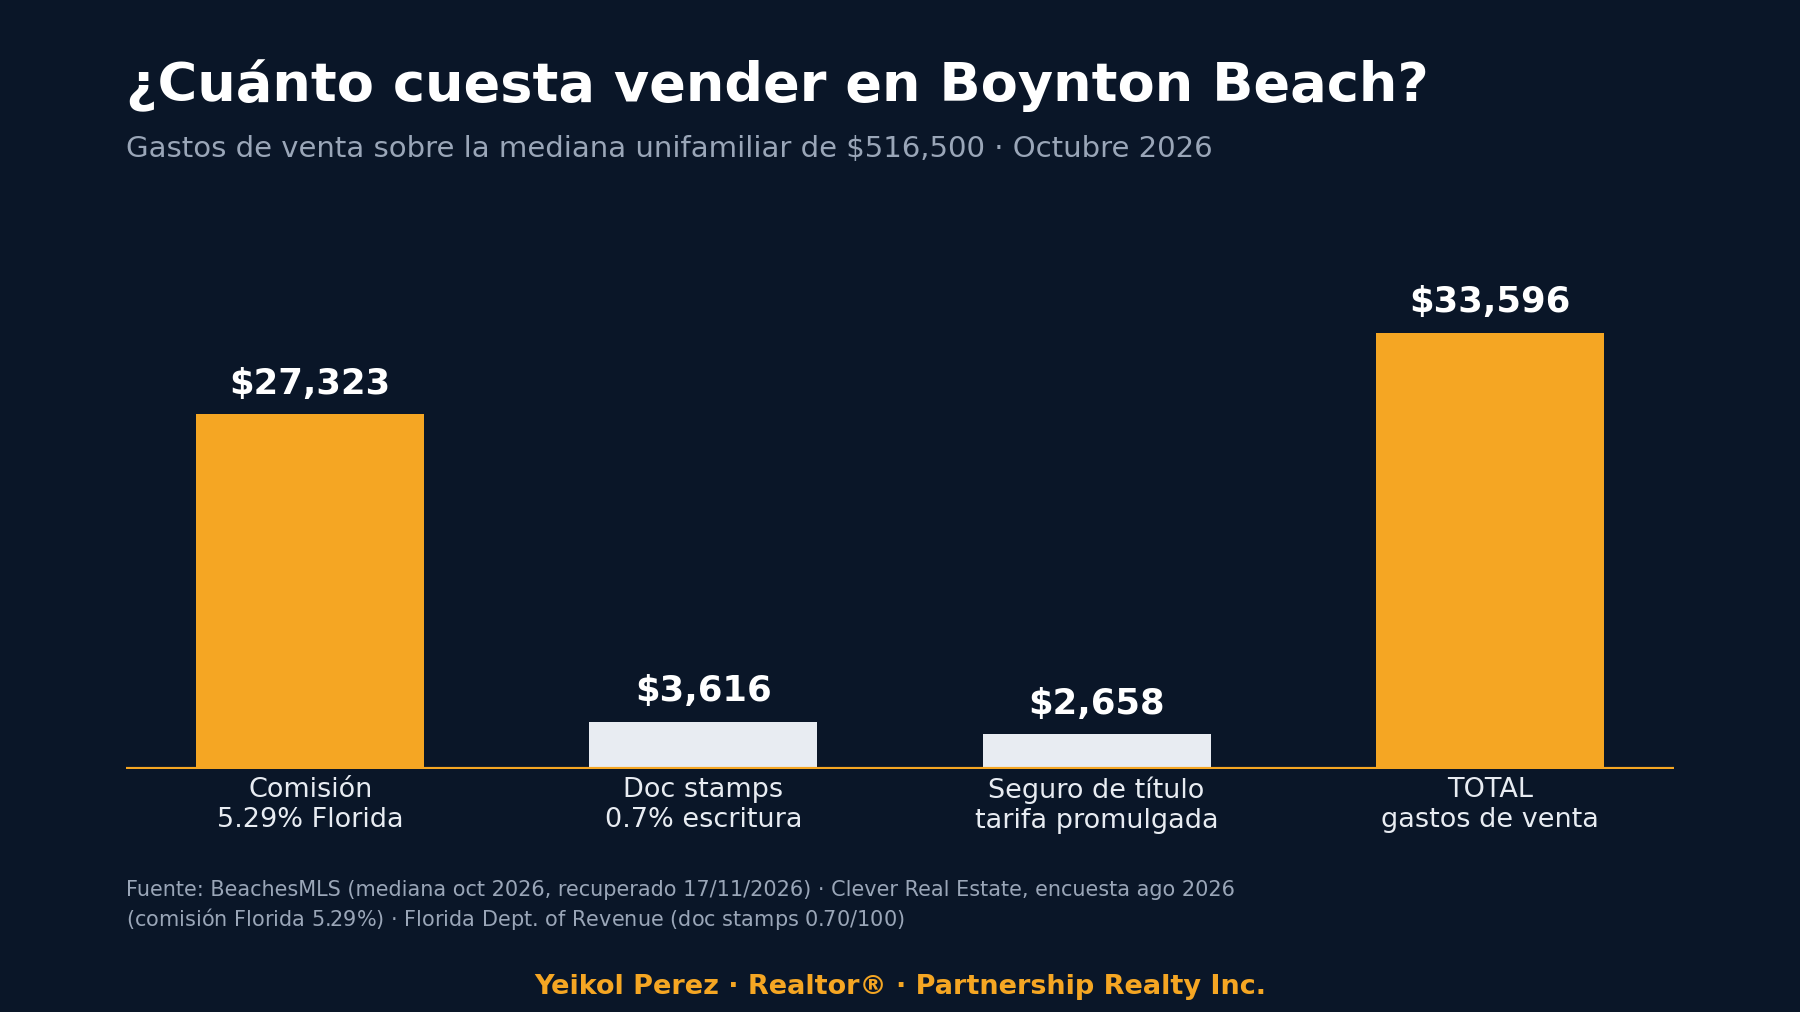 ¿Cuánto cuesta vender en Boynton Beach?
Gastos de venta sobre la mediana unifamiliar de $516,500 · Octubre 2026
$27,323
$3,616
$2,658
$33,596
Comisión
5.29% Florida
Doc stamps
0.7% escritura
Seguro de título
tarifa promulgada
TOTAL
gastos de venta
Fuente: BeachesMLS (mediana oct 2026, recuperado 17/11/2026) · Clever Real Estate, encuesta ago 2026
(comisión Florida 5.29%) · Florida Dept. of Revenue (doc stamps 0.70/100)
Yeikol Perez · Realtor® · Partnership Realty Inc.